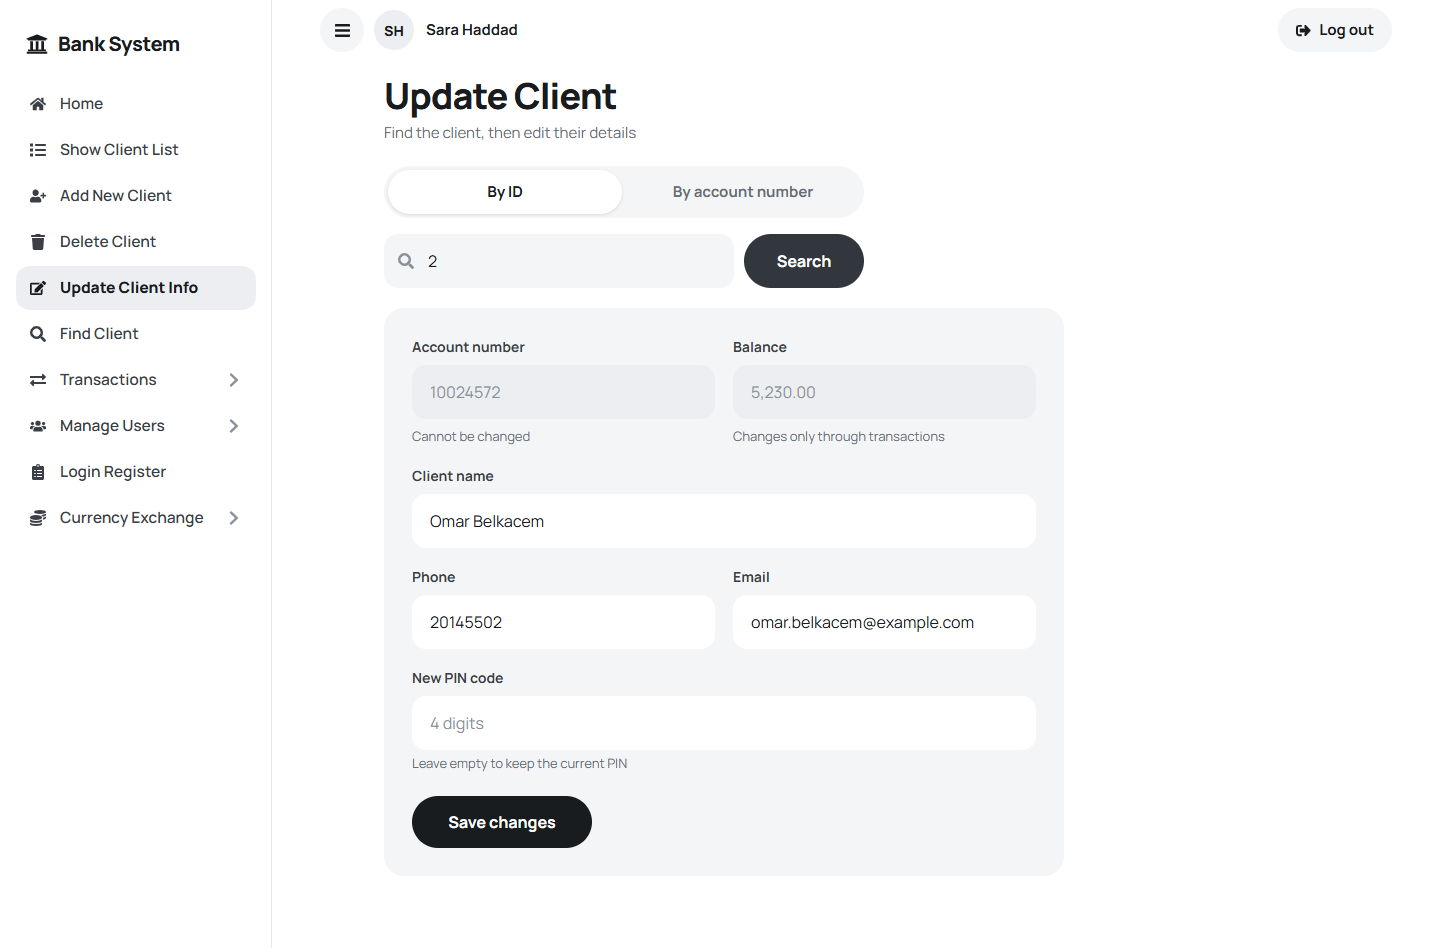 Bank System
Home
Show Client List
Add New Client
Delete Client
Update Client Info
Find Client
Transactions
Manage Users
Login Register
Currency Exchange
SH
Sara Haddad
Log out
Update Client
Find the client, then edit their details
By ID
By account number
2
Search
Account number
Balance
10024572
5,230.00
Cannot be changed
Changes only through transactions
Client name
Omar Belkacem
Phone
Email
20145502
omar.belkacem@example.com
New PIN code
4 digits
Leave empty to keep the current PIN
Save changes